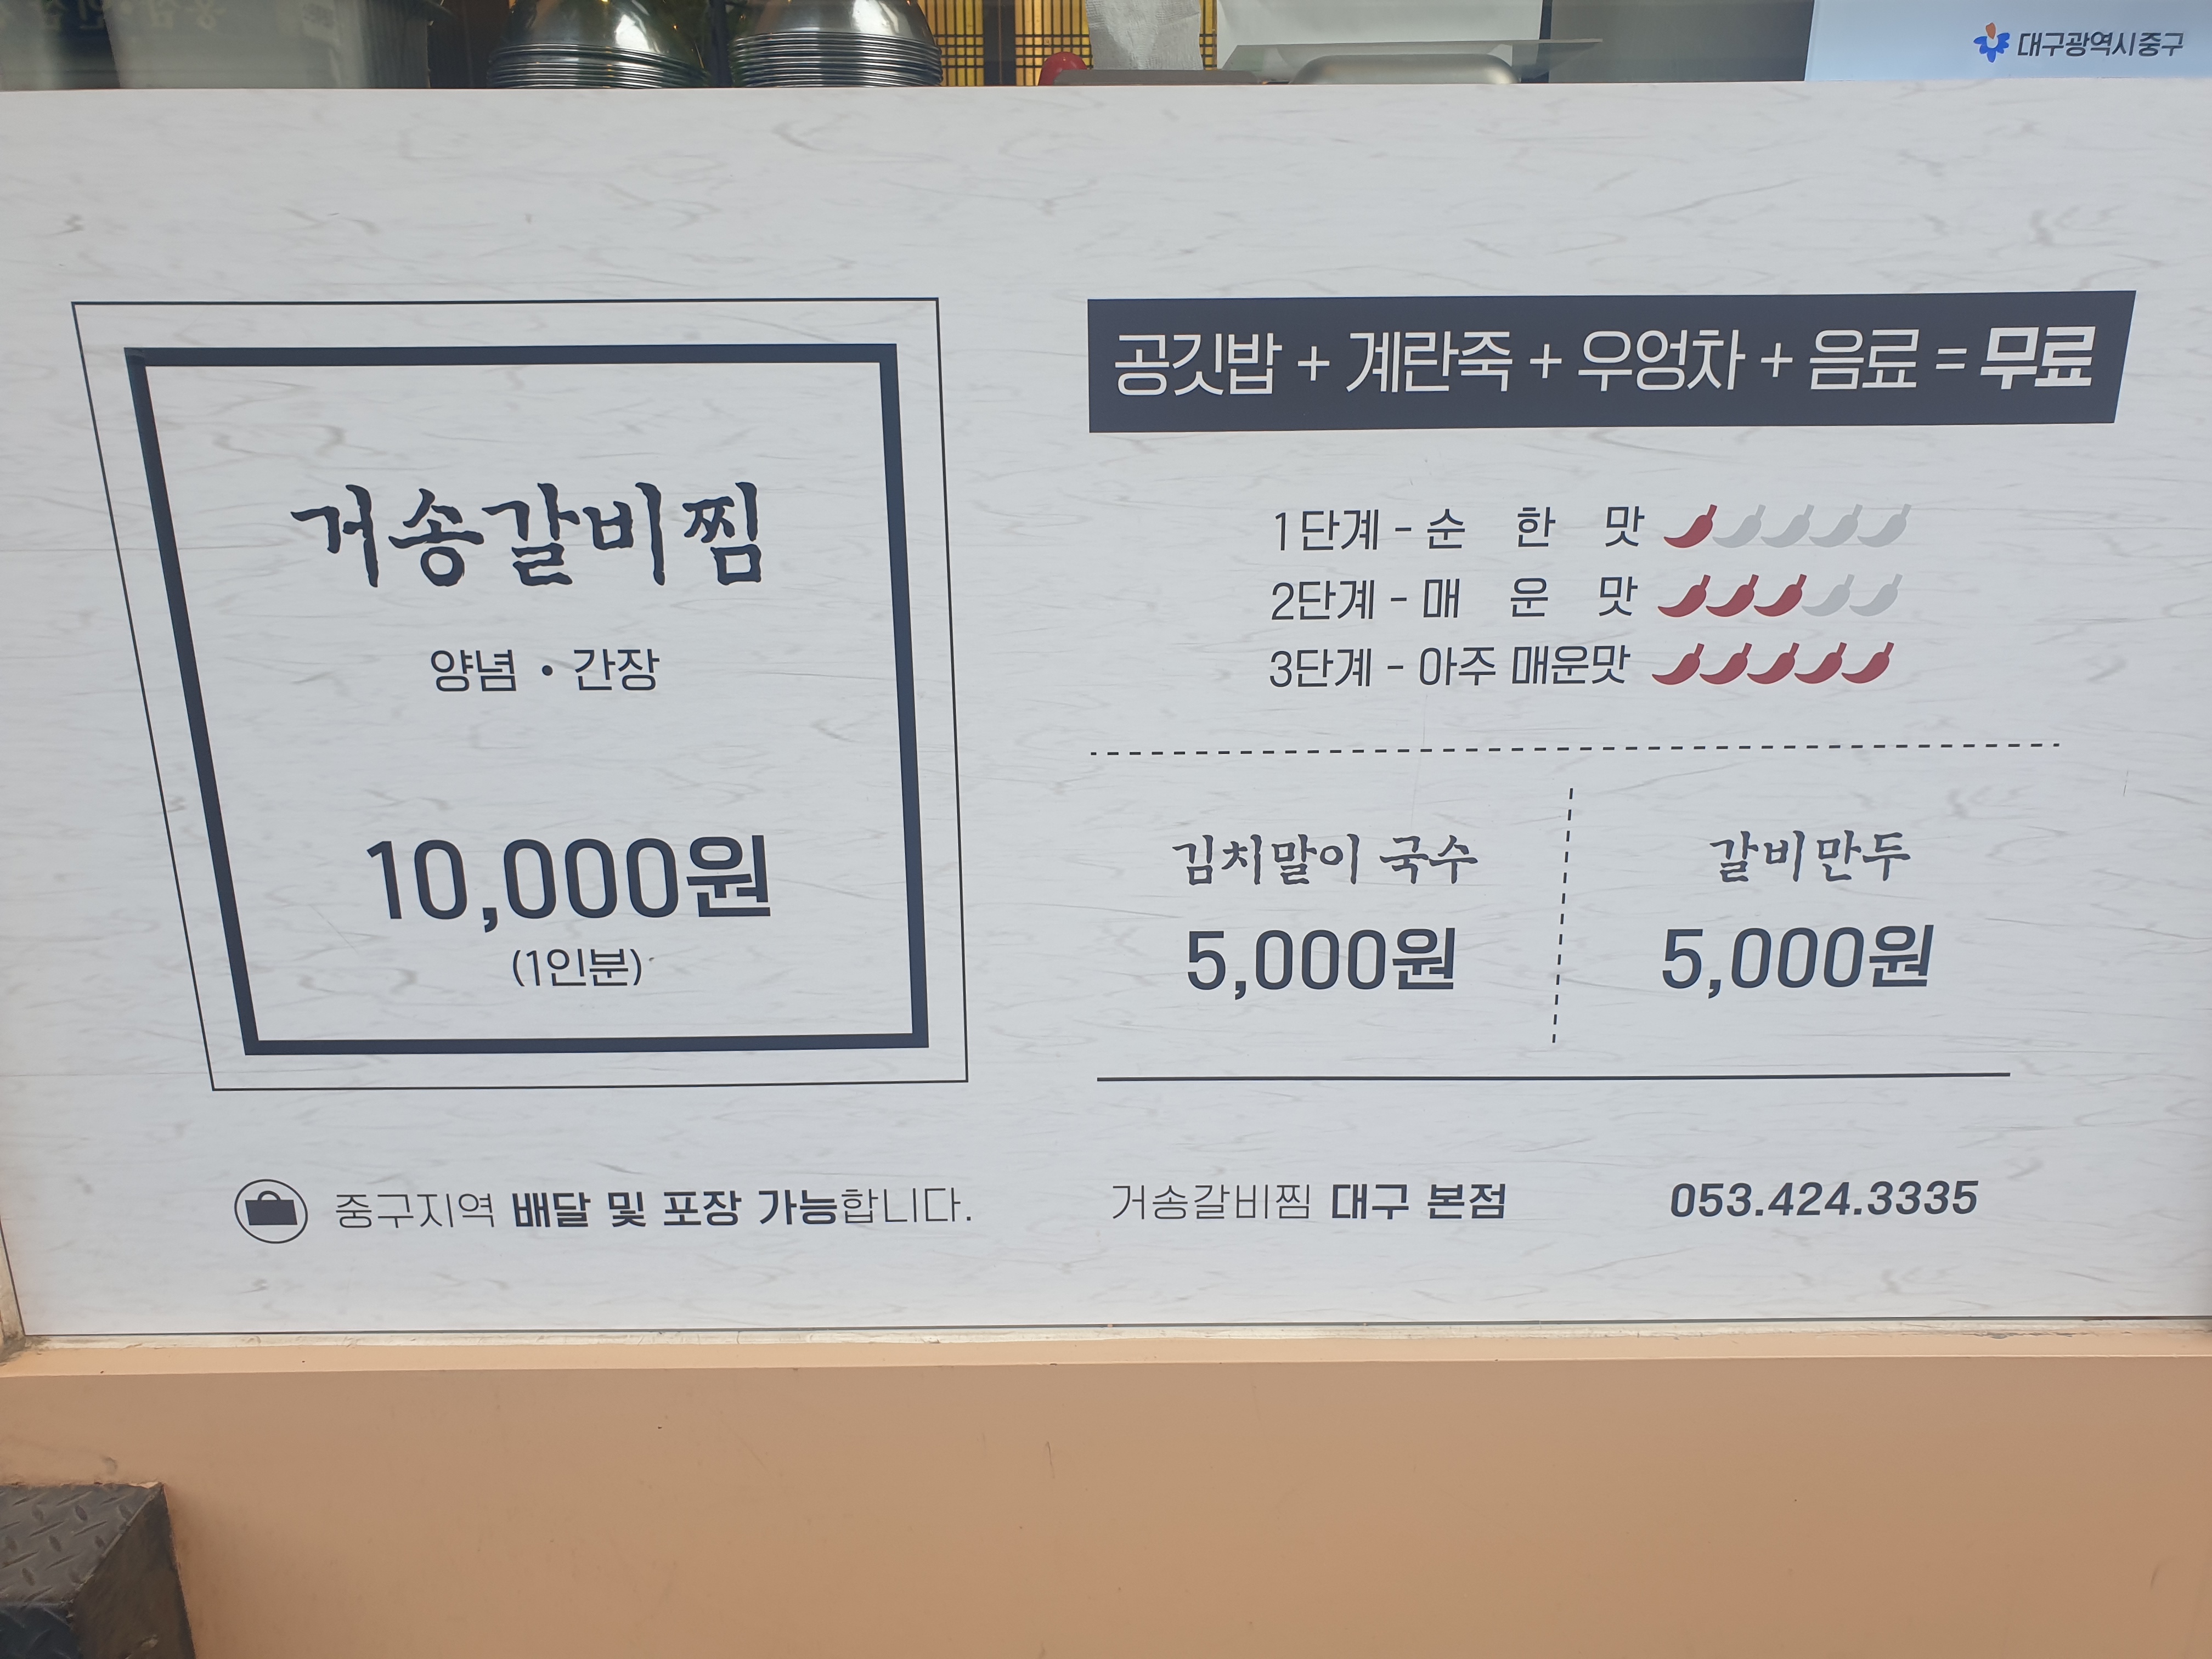 대구광역시중구
거송갈비찜
양념 · 간장
10,000원
(1인분)
공깃밥 + 계란죽 + 우엉차 + 음료 = 무료
1단계 - 순 한 맛
2단계 - 매 운 맛
3단계 - 아주 매운맛
김치말이 국수
5,000원
갈비만두
5,000원
중구지역 배달 및 포장 가능합니다.
거송갈비찜 대구 본점 053.424.3335